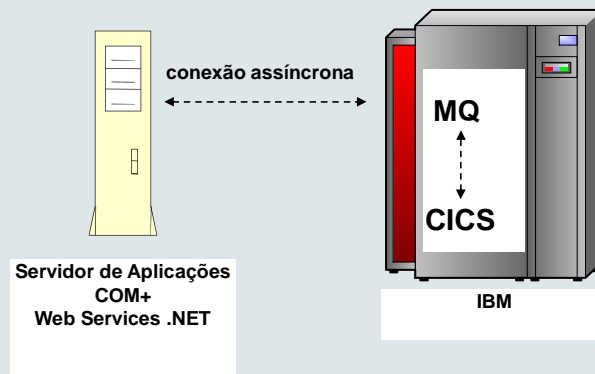 conexão assíncrona
MQ
CICS
Servidor de Aplicações
COM+
Web Services .NET
IBM